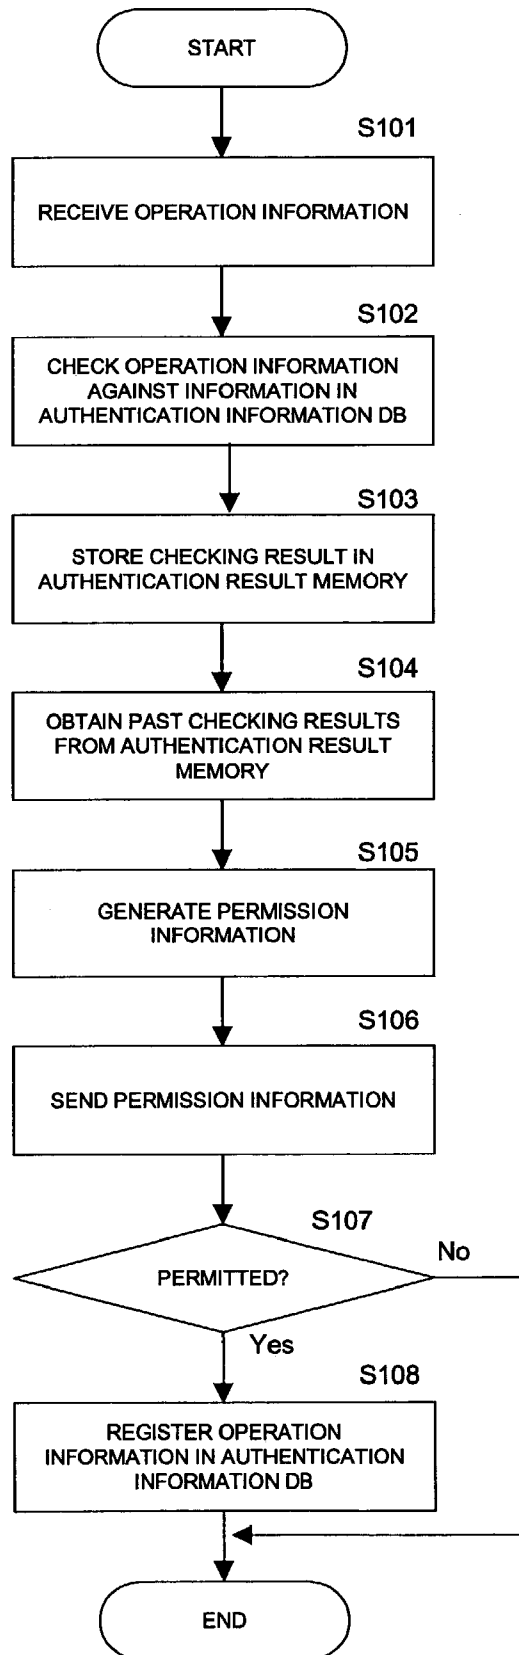 START
S101
RECEIVE OPERATION INFORMATION
S102
CHECK OPERATION INFORMATION
AGAINST INFORMATION IN
AUTHENTICATION INFORMATION DB
S103
STORE CHECKING RESULT IN
AUTHENTICATION RESULT MEMORY
S104
OBTAIN PAST CHECKING RESULTS
FROM AUTHENTICATION RESULT
MEMORY
S105
GENERATE PERMISSION
INFORMATION
S106
SEND PERMISSION INFORMATION
S107
No
PERMITTED?
Yes
S108
REGISTER OPERATION
INFORMATION IN AUTHENTICATION
INFORMATION DB
END